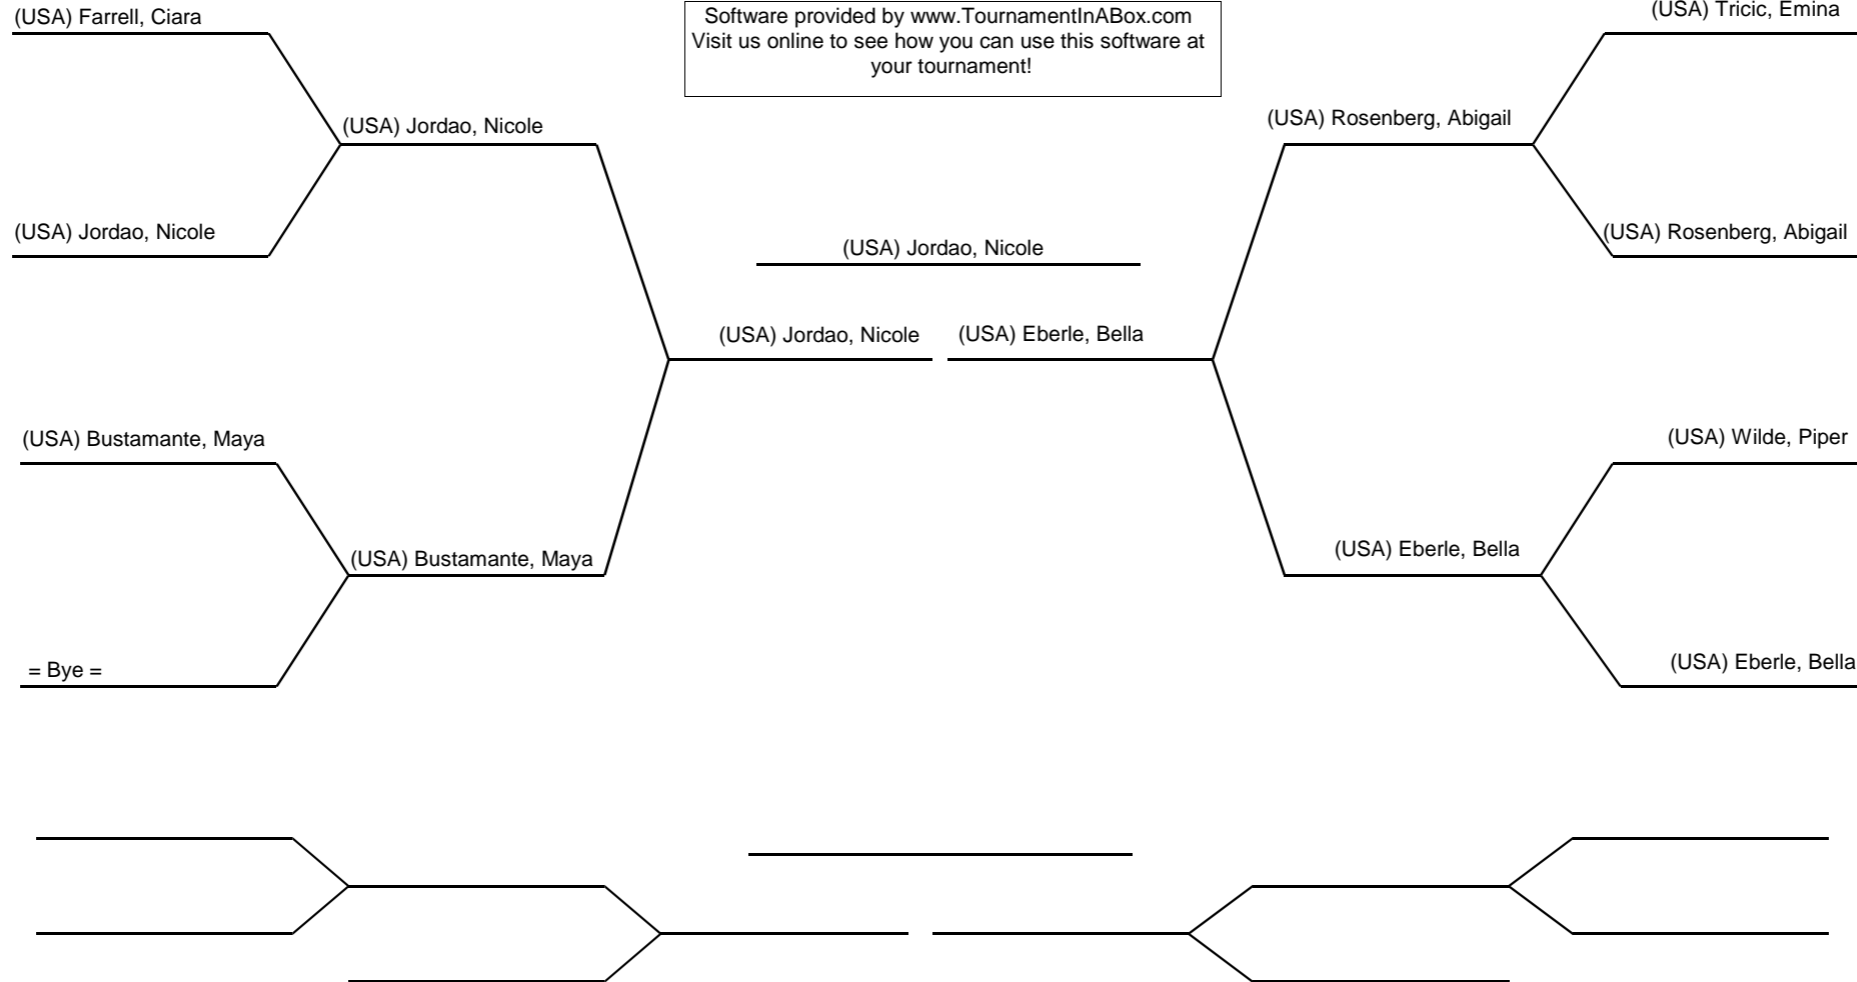 (USA) Farrell, Ciara
Software provided by www.TournamentInABox.com
Visit us online to see how you can use this software at
your tournament!
(USA) Tricic, Emina
(USA) Jordao, Nicole
(USA) Rosenberg, Abigail
(USA) Jordao, Nicole
(USA) Jordao, Nicole
(USA) Rosenberg, Abigail
(USA) Jordao, Nicole
(USA) Eberle, Bella
(USA) Bustamante, Maya
(USA) Wilde, Piper
(USA) Bustamante, Maya
(USA) Eberle, Bella
= Bye =
(USA) Eberle, Bella